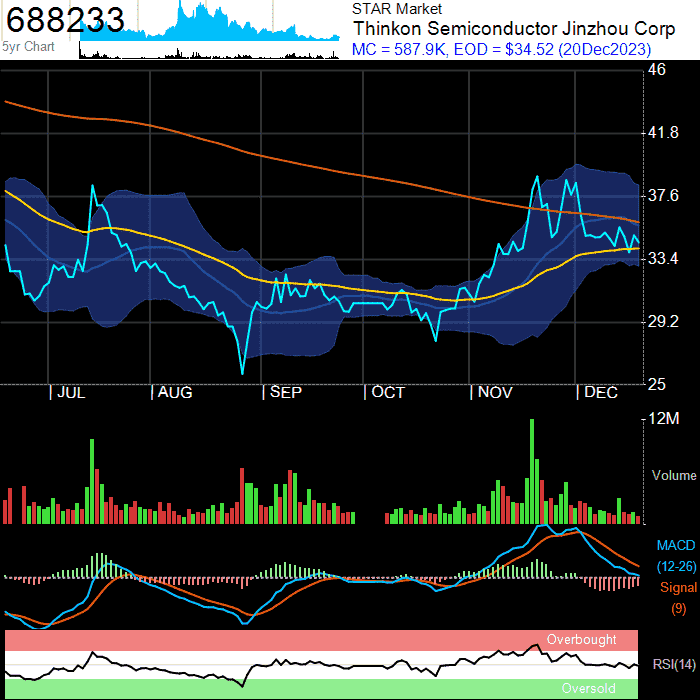 688233
5yr Chart
STAR Market
Thinkon Semiconductor Jinzhou Corp
MC = 587.9K, EOD = $34.52 (20Dec2023)
46
41.8
37.6
33.4
29.2
25
JUL
AUG
SEP
OCT
NOV
DEC
12M
Volume
MACD
(12-26)
Signal
(9)
Overbought
RSI(14)
Oversold